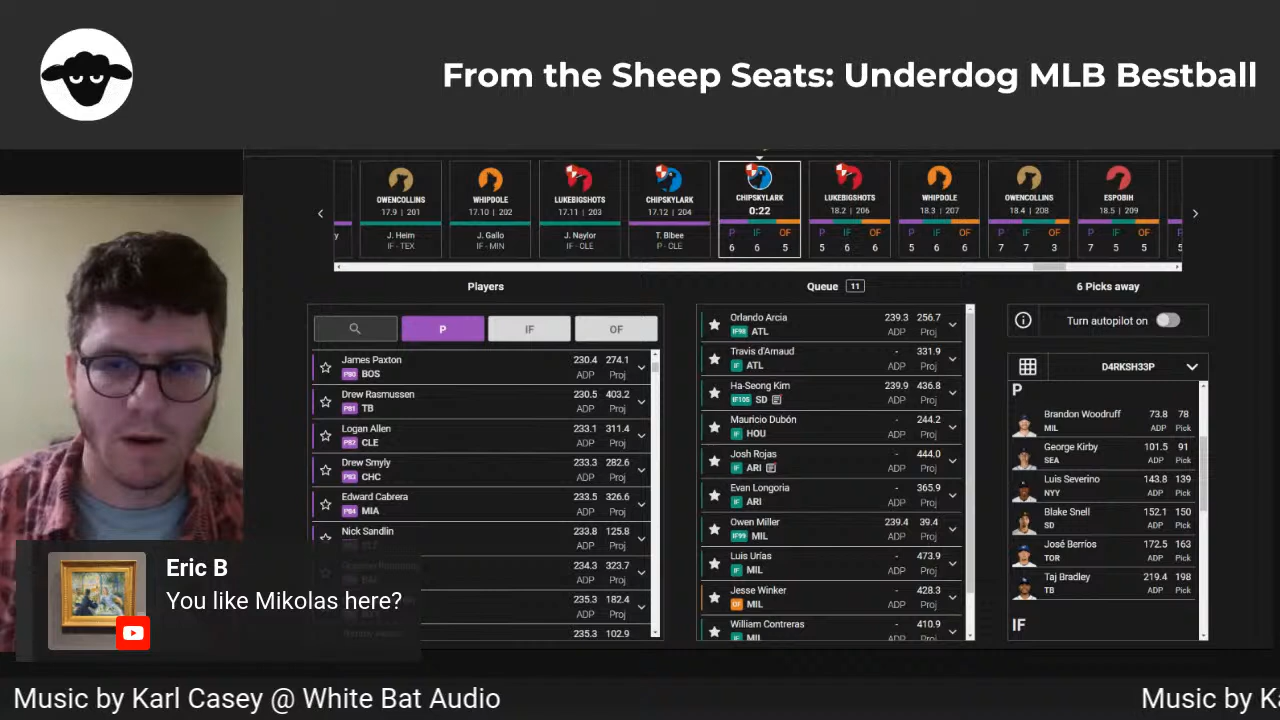 From the Sheep Seats: Underdog MLB Bestball
OWENCOLLINS
17.9 | 201
J. Heim
IF - TEX
WHIPDOLE
17.10 | 202
J. Gallo
IF - MIN
LUKEBIGSHOTS
17.11 | 203
J. Naylor
IF - CLE
CHIPSKYLARK
17.12 | 204
T. Bibee
P - CLE
CHIPSKYLARK
0:22
P IF OF
6 6 5
LUKEBIGSHOTS
18.2 | 206
P IF OF
5 6 6
WHIPDOLE
18.3 | 207
P IF OF
5 6 6
OWENCOLLINS
18.4 | 208
P IF OF
7 7 3
ESPOBIH
18.5 | 209
P IF OF
7 5 5
Players
P IF OF
James Paxton 230.4 274.1
P80 BOS ADP Proj
Drew Rasmussen 230.5 403.2
P81 TB ADP Proj
Logan Allen 233.1 311.4
P82 CLE ADP Proj
Drew Smyly 233.3 282.6
P83 CHC ADP Proj
Edward Cabrera 233.5 326.6
P84 MIA ADP Proj
Nick Sandlin 233.8 125.8
ADP Proj
234.3 323.7
ADP Proj
235.3 182.4
ADP Proj
235.3 102.9
Queue 11
Orlando Arcia 239.3 256.7
IF98 ATL ADP Proj
Travis d'Arnaud - 331.9
IF ATL ADP Proj
Ha-Seong Kim 239.9 436.8
IF105 SD ADP Proj
Mauricio Dubón - 244.2
IF HOU ADP Proj
Josh Rojas - 444.0
IF ARI ADP Proj
Evan Longoria - 365.9
IF ARI ADP Proj
Owen Miller 239.4 39.4
IF99 MIL ADP Proj
Luis Urías - 473.9
IF MIL ADP Proj
Jesse Winker - 428.3
OF MIL ADP Proj
William Contreras - 410.9
IF MIL ADP Proj
6 Picks away
Turn autopilot on
D4RKSH33P
P
Brandon Woodruff 73.8 78
MIL ADP Pick
George Kirby 101.5 91
SEA ADP Pick
Luis Severino 143.8 139
NYY ADP Pick
Blake Snell 152.1 150
SD ADP Pick
José Berríos 172.5 163
TOR ADP Pick
Taj Bradley 219.4 198
TB ADP Pick
IF
Eric B
You like Mikolas here?
Music by Karl Casey @ White Bat Audio
Music by Ka